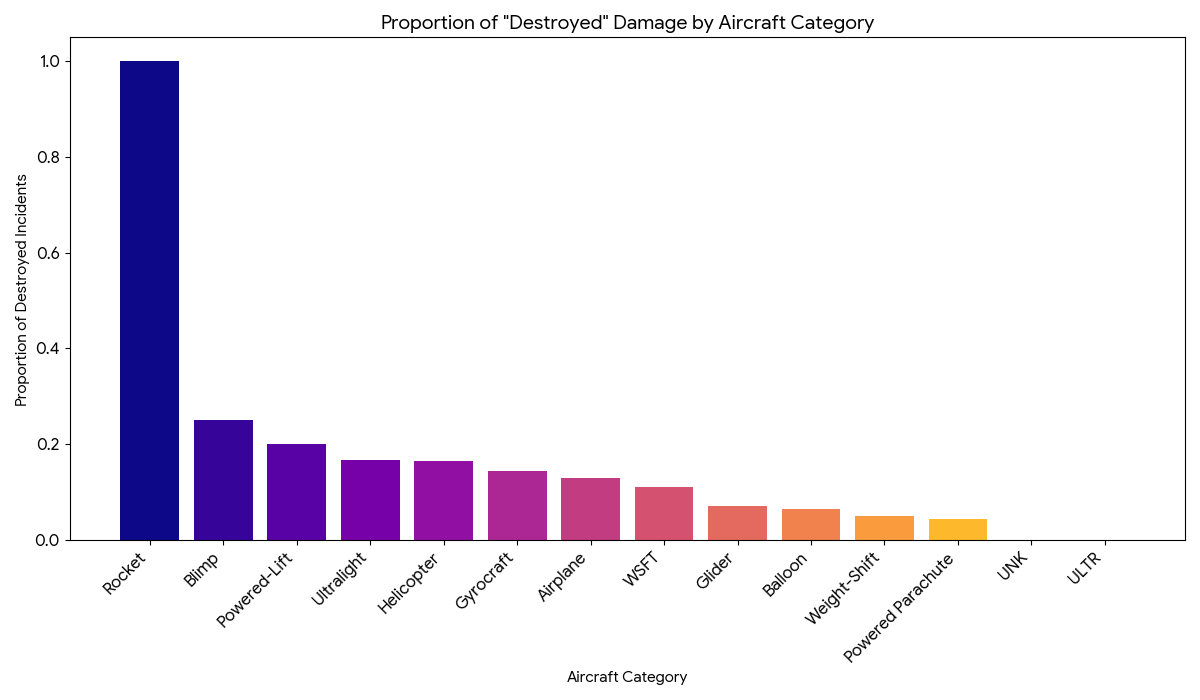 Proportion of "Destroyed" Damage by Aircraft Category
Proportion of Destroyed Incidents
1.0
0.8
0.6
0.4
0.2
0.0
Rocket
Blimp
Powered-Lift
Ultralight
Helicopter
Gyrocraft
Airplane
WSFT
Glider
Balloon
Weight-Shift
Powered Parachute
UNK
ULTR
Aircraft Category